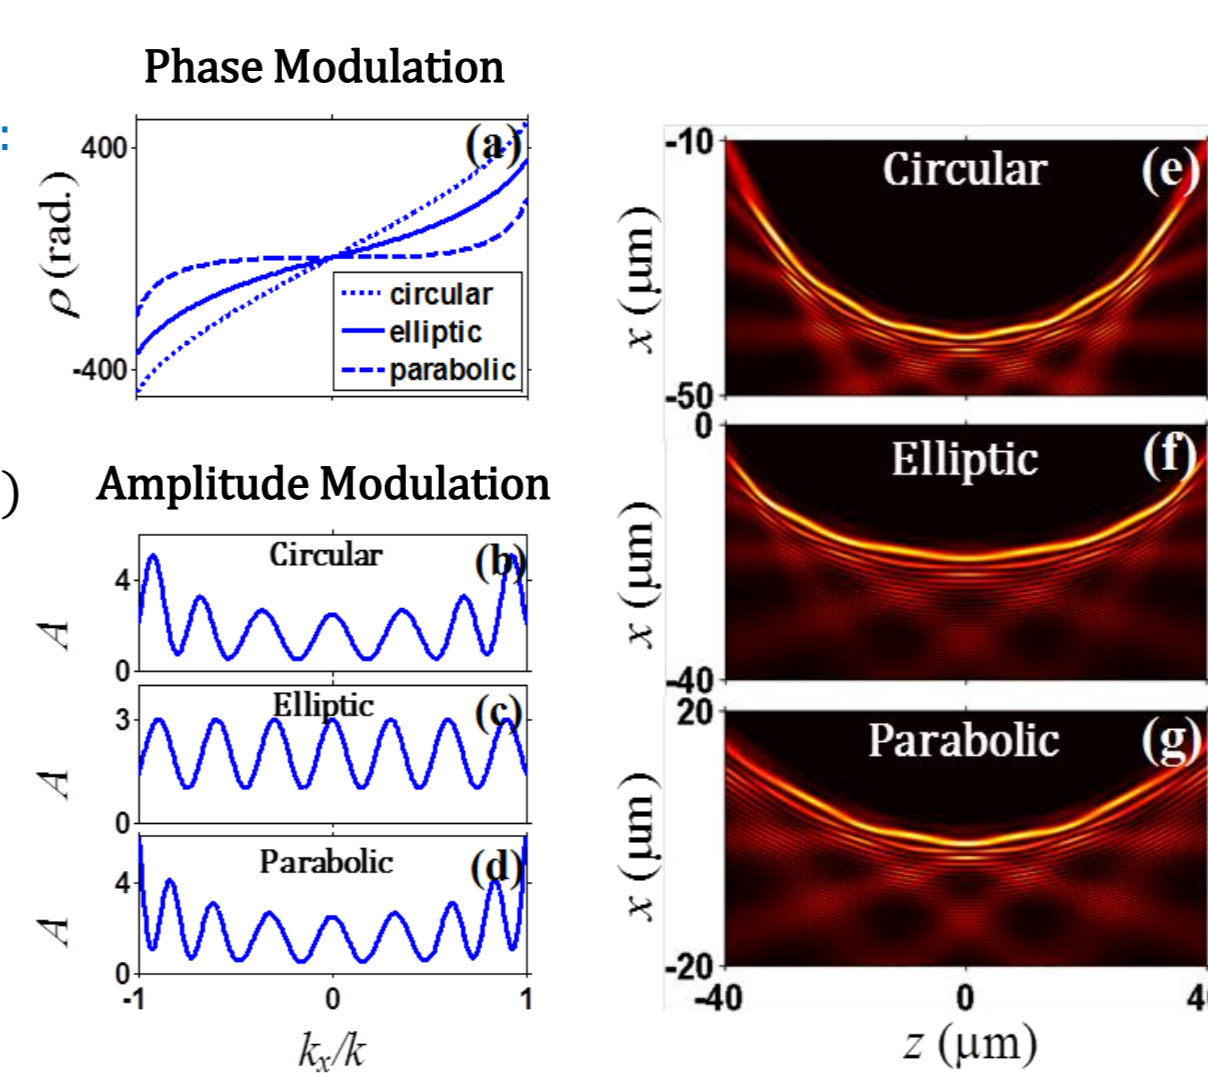 Phase Modulation
:
(a)
400
-400
ρ (rad.)
circular
elliptic
parabolic
)
Amplitude Modulation
Circular
(b)
4
0
A
Elliptic
(c)
3
0
A
Parabolic
(d)
4
0
A
-1
0
1
kₓ/k
Circular
(e)
-10
-50
x (μm)
Elliptic
(f)
0
-40
x (μm)
Parabolic
(g)
20
-20
x (μm)
-40
0
z (μm)